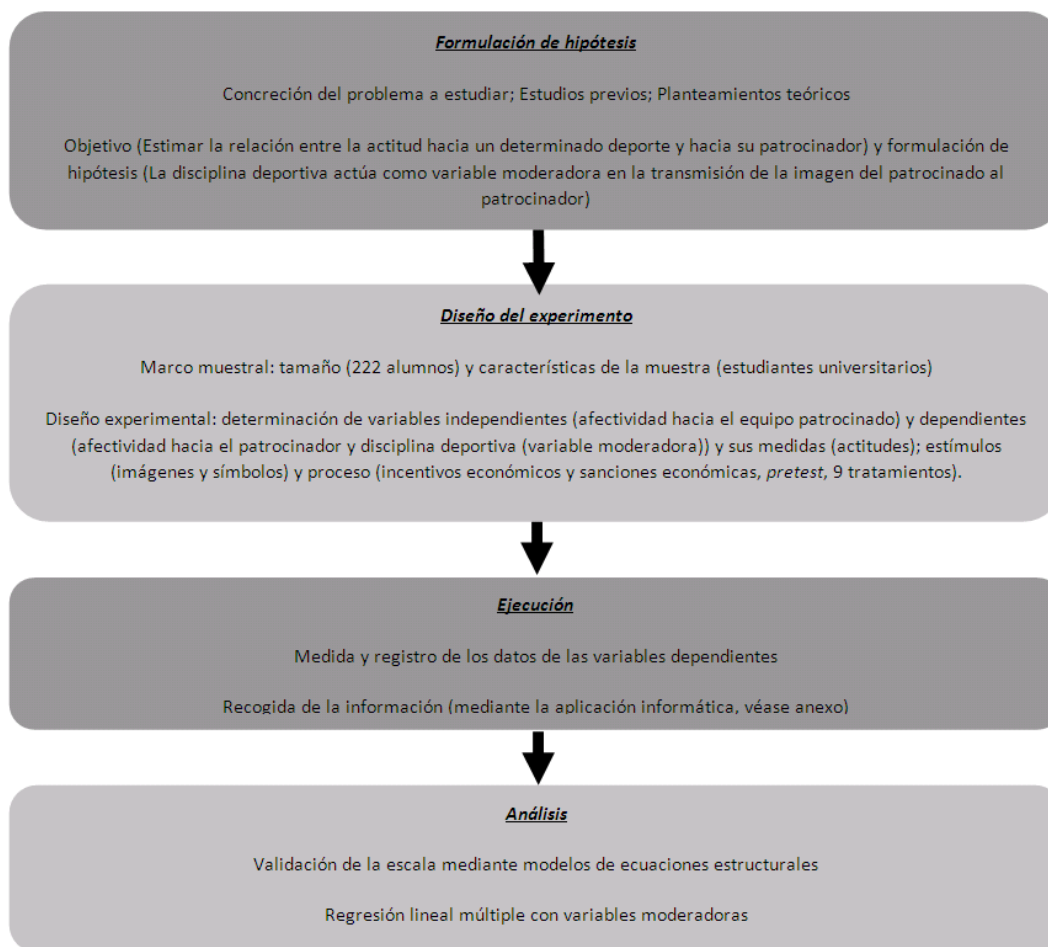 Formulación de hipótesis
Concreción del problema a estudiar; Estudios previos; Planteamientos teóricos
Objetivo (Estimar la relación entre la actitud hacia un determinado deporte y hacia su patrocinador) y formulación de
hipótesis (La disciplina deportiva actúa como variable moderadora en la transmisión de la imagen del patrocinado al
patrocinador)
Diseño del experimento
Marco muestral: tamaño (222 alumnos) y características de la muestra (estudiantes universitarios)
Diseño experimental: determinación de variables independientes (afectividad hacia el equipo patrocinado) y dependientes
(afectividad hacia el patrocinador y disciplina deportiva (variable moderadora)) y sus medidas (actitudes); estímulos
(imágenes y símbolos) y proceso (incentivos económicos y sanciones económicas, pretest, 9 tratamientos).
Ejecución
Medida y registro de los datos de las variables dependientes
Recogida de la información (mediante la aplicación informática, véase anexo)
Análisis
Validación de la escala mediante modelos de ecuaciones estructurales
Regresión lineal múltiple con variables moderadoras